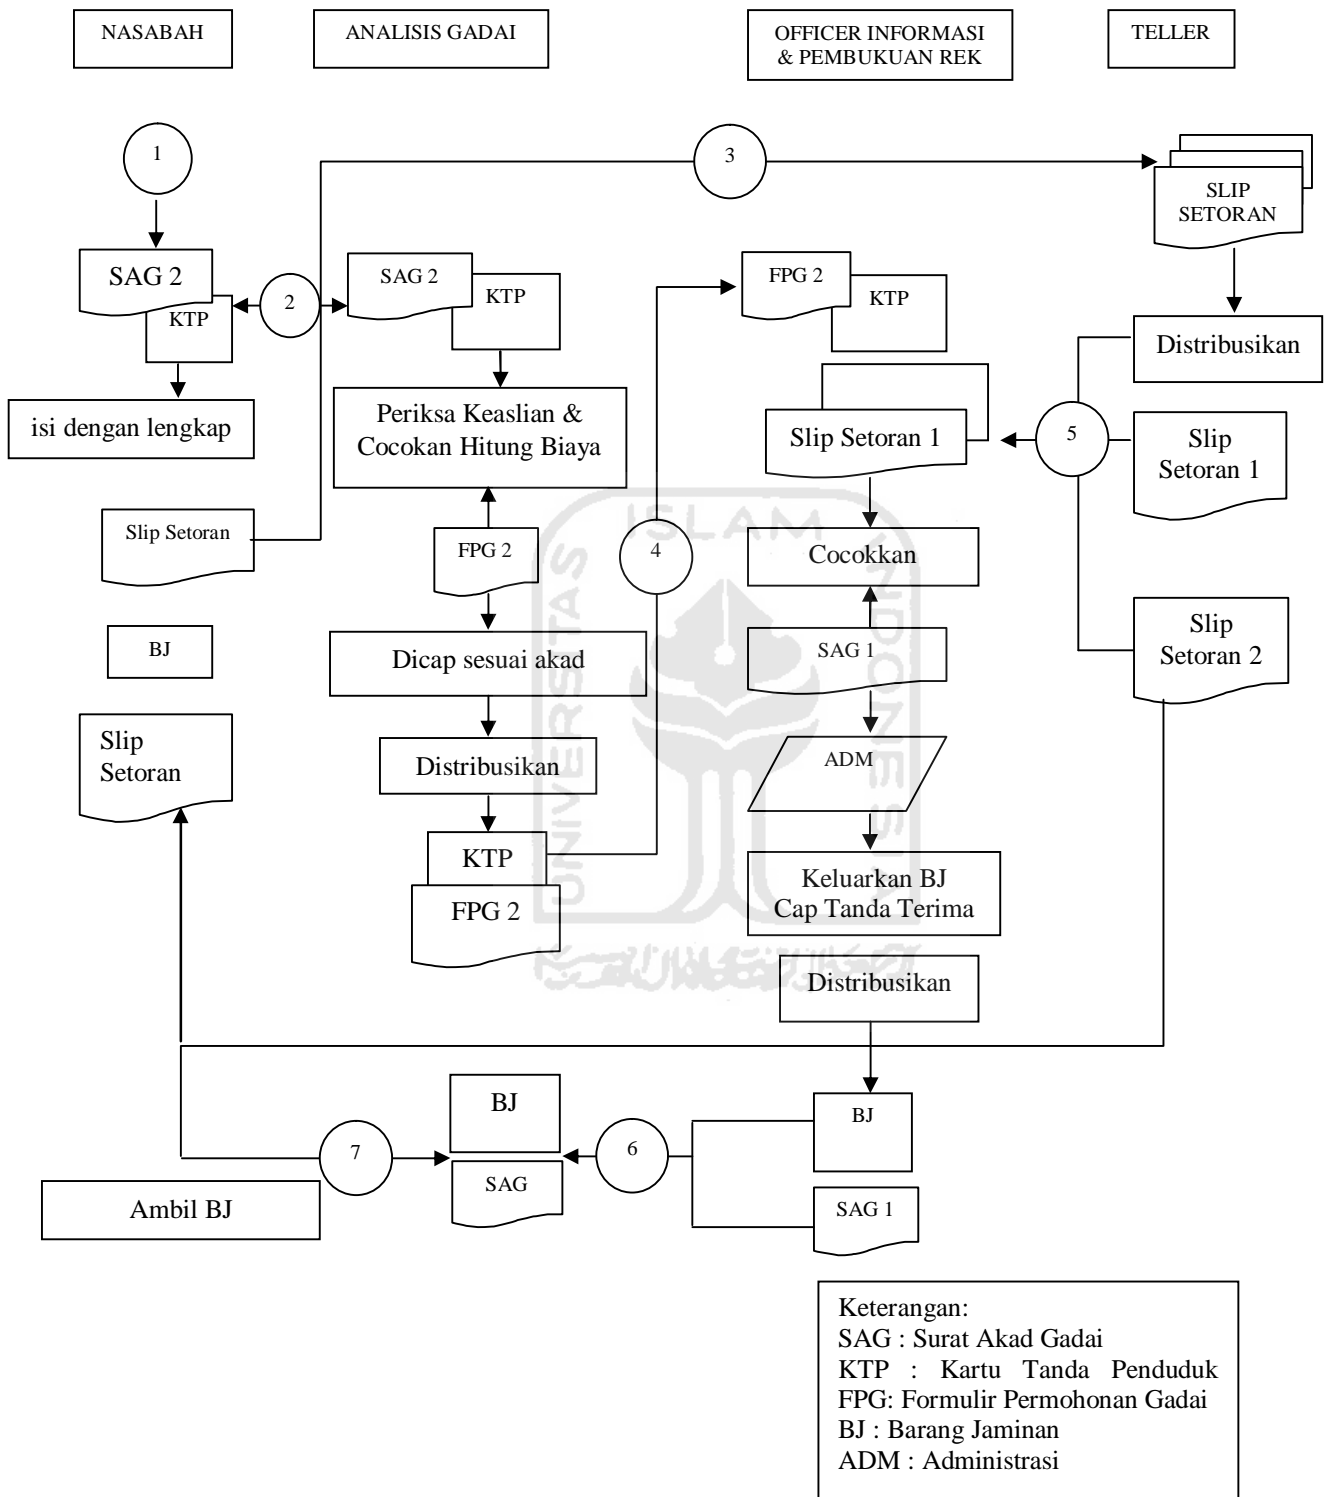 NASABAH
ANALISIS GADAI
OFFICER INFORMASI
& PEMBUKUAN REK
TELLER
1
3
SLIP
SETORAN
SAG 2
KTP
2
SAG 2
KTP
FPG 2
KTP
Distribusikan
isi dengan lengkap
Periksa Keaslian &
Cocokan Hitung Biaya
Slip Setoran 1
5
Slip
Setoran 1
Slip Setoran
FPG 2
4
Cocokkan
BJ
Dicap sesuai akad
SAG 1
Slip
Setoran 2
Slip
Setoran
Distribusikan
ADM
KTP
FPG 2
Keluarkan BJ
Cap Tanda Terima
Distribusikan
BJ
SAG
BJ
7
6
Ambil BJ
SAG 1
Keterangan:
SAG : Surat Akad Gadai
KTP : Kartu Tanda Penduduk
FPG: Formulir Permohonan Gadai
BJ : Barang Jaminan
ADM : Administrasi
UNIVERSITAS
ISLAM
INDONESIA